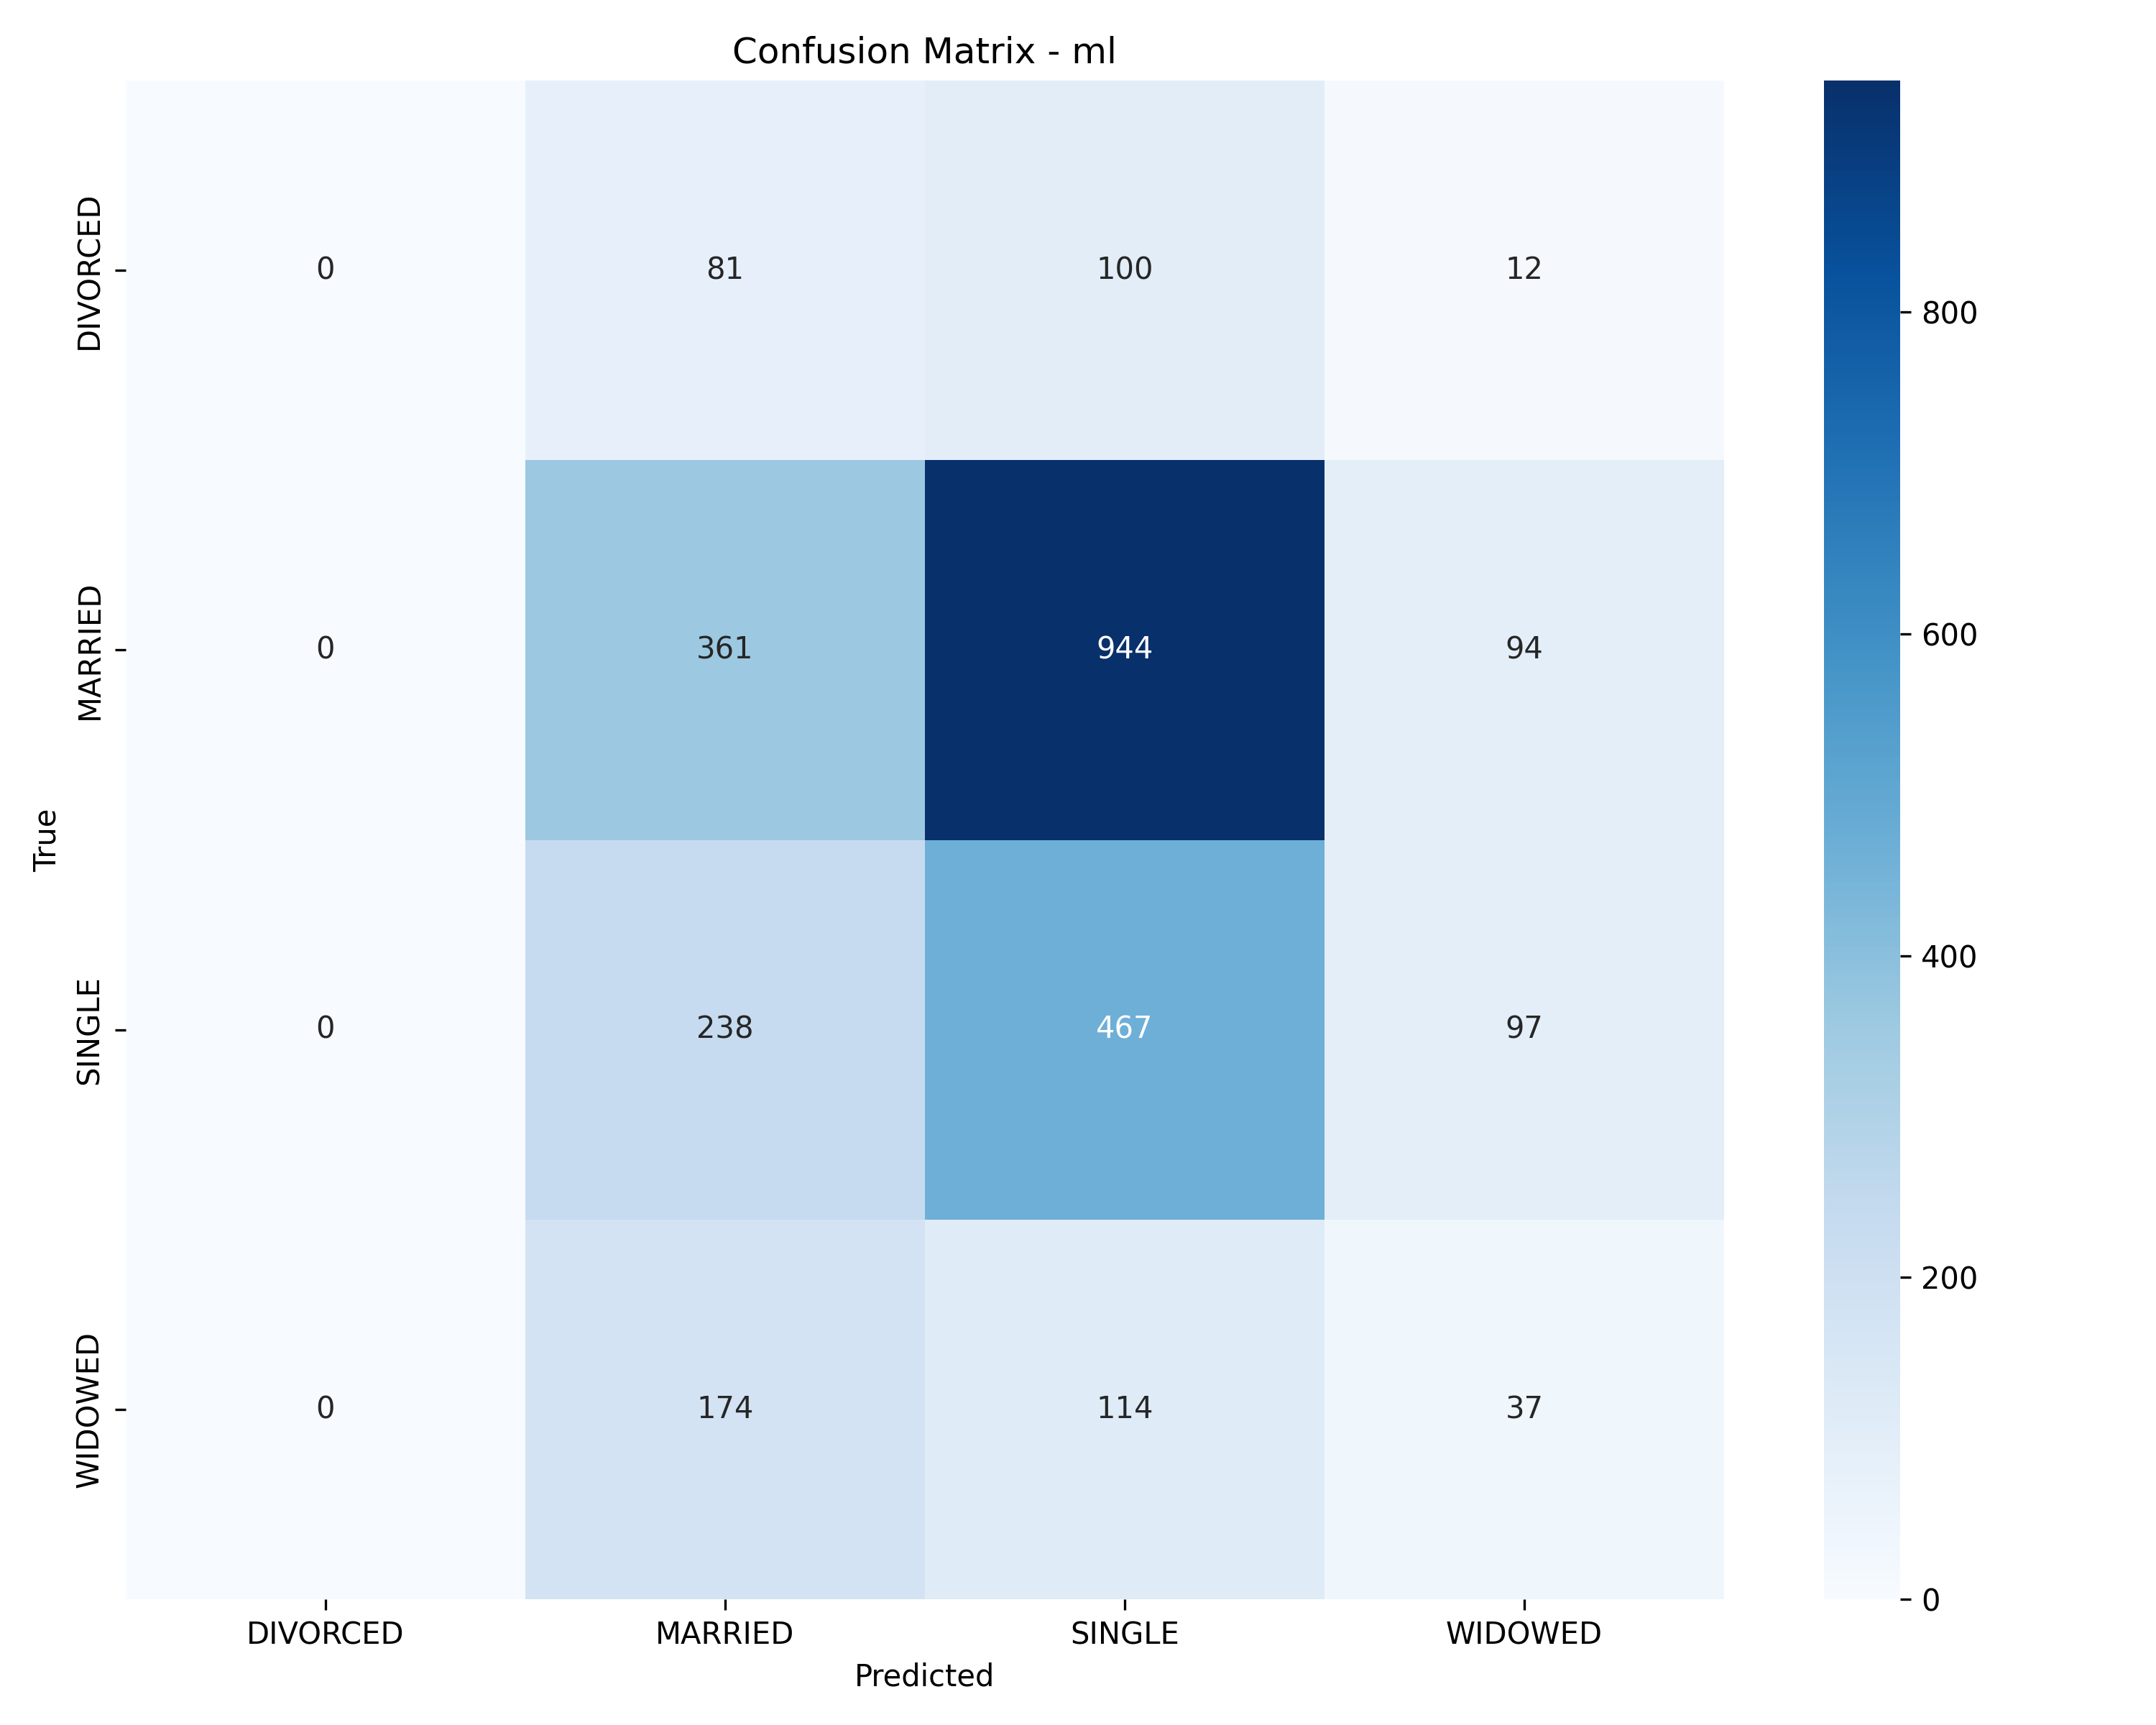 Confusion Matrix - ml
DIVORCED 0 81 100 12
MARRIED 0 361 944 94
SINGLE 0 238 467 97
WIDOWED 0 174 114 37
True
DIVORCED MARRIED SINGLE WIDOWED
Predicted
800
600
400
200
0